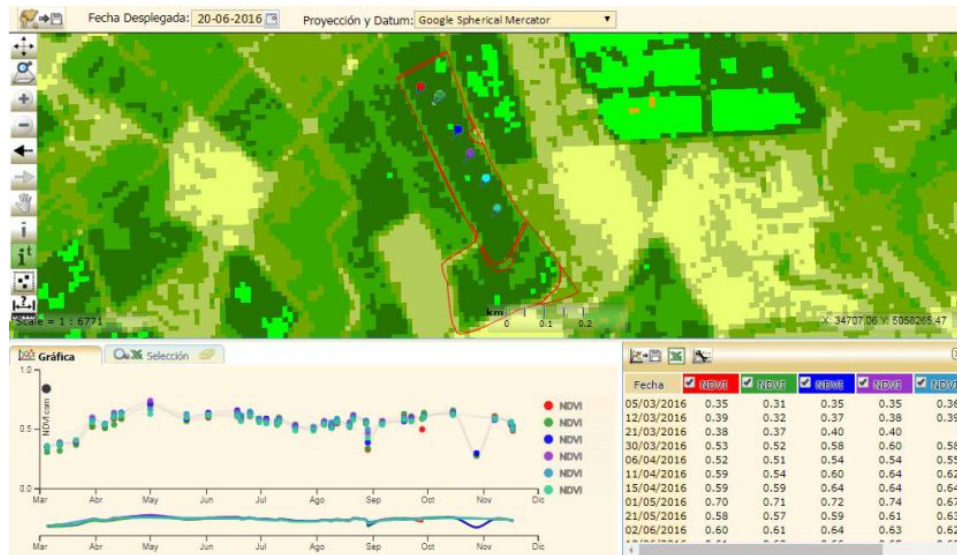 Fecha Desplegada: 20-06-2016 Proyección y Datum: Google Spherical Mercator
Scale = 1 : 6771
km
0 0.1 0.2
X: 34707.06 Y: 5058265.47
Gráfica Selección
1.0
0.5
0.0
NDVI csm
Mar Abr May Jun Jul Ago Sep Oct Nov Dic
NDVI
NDVI
NDVI
NDVI
NDVI
NDVI
Mar Abr May Jun Jul Ago Sep Oct Nov Dic
Fecha NDVI NDVI NDVI NDVI NDVI
05/03/2016 0.35 0.31 0.35 0.35 0.36
12/03/2016 0.39 0.32 0.37 0.38 0.39
21/03/2016 0.38 0.37 0.40 0.40
30/03/2016 0.53 0.52 0.58 0.60 0.58
06/04/2016 0.52 0.51 0.54 0.54 0.55
11/04/2016 0.59 0.54 0.60 0.64 0.62
15/04/2016 0.59 0.59 0.64 0.64 0.64
01/05/2016 0.70 0.71 0.72 0.74 0.67
21/05/2016 0.58 0.57 0.59 0.61 0.63
02/06/2016 0.60 0.61 0.64 0.63 0.62